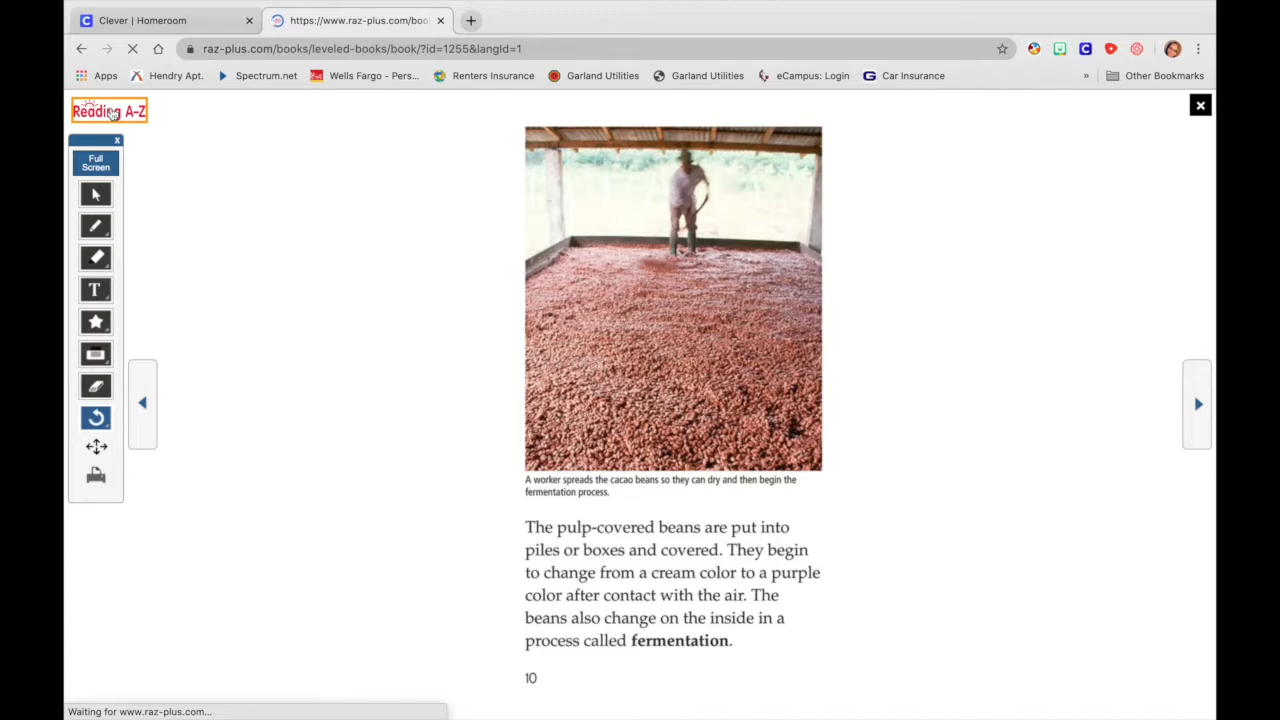 Clever | Homeroom
https://www.raz-plus.com/boo
raz-plus.com/books/leveled-books/book/?id=1255&langId=1
Apps
Hendry Apt.
Spectrum.net
Wells Fargo - Pers...
Renters Insurance
Garland Utilities
Garland Utilities
eCampus: Login
Car Insurance
»
Other Bookmarks
Reading A-Z
x
Full
Screen
T
A worker spreads the cacao beans so they can dry and then begin the
fermentation process.
The pulp-covered beans are put into
piles or boxes and covered. They begin
to change from a cream color to a purple
color after contact with the air. The
beans also change on the inside in a
process called fermentation.
10
Waiting for www.raz-plus.com...